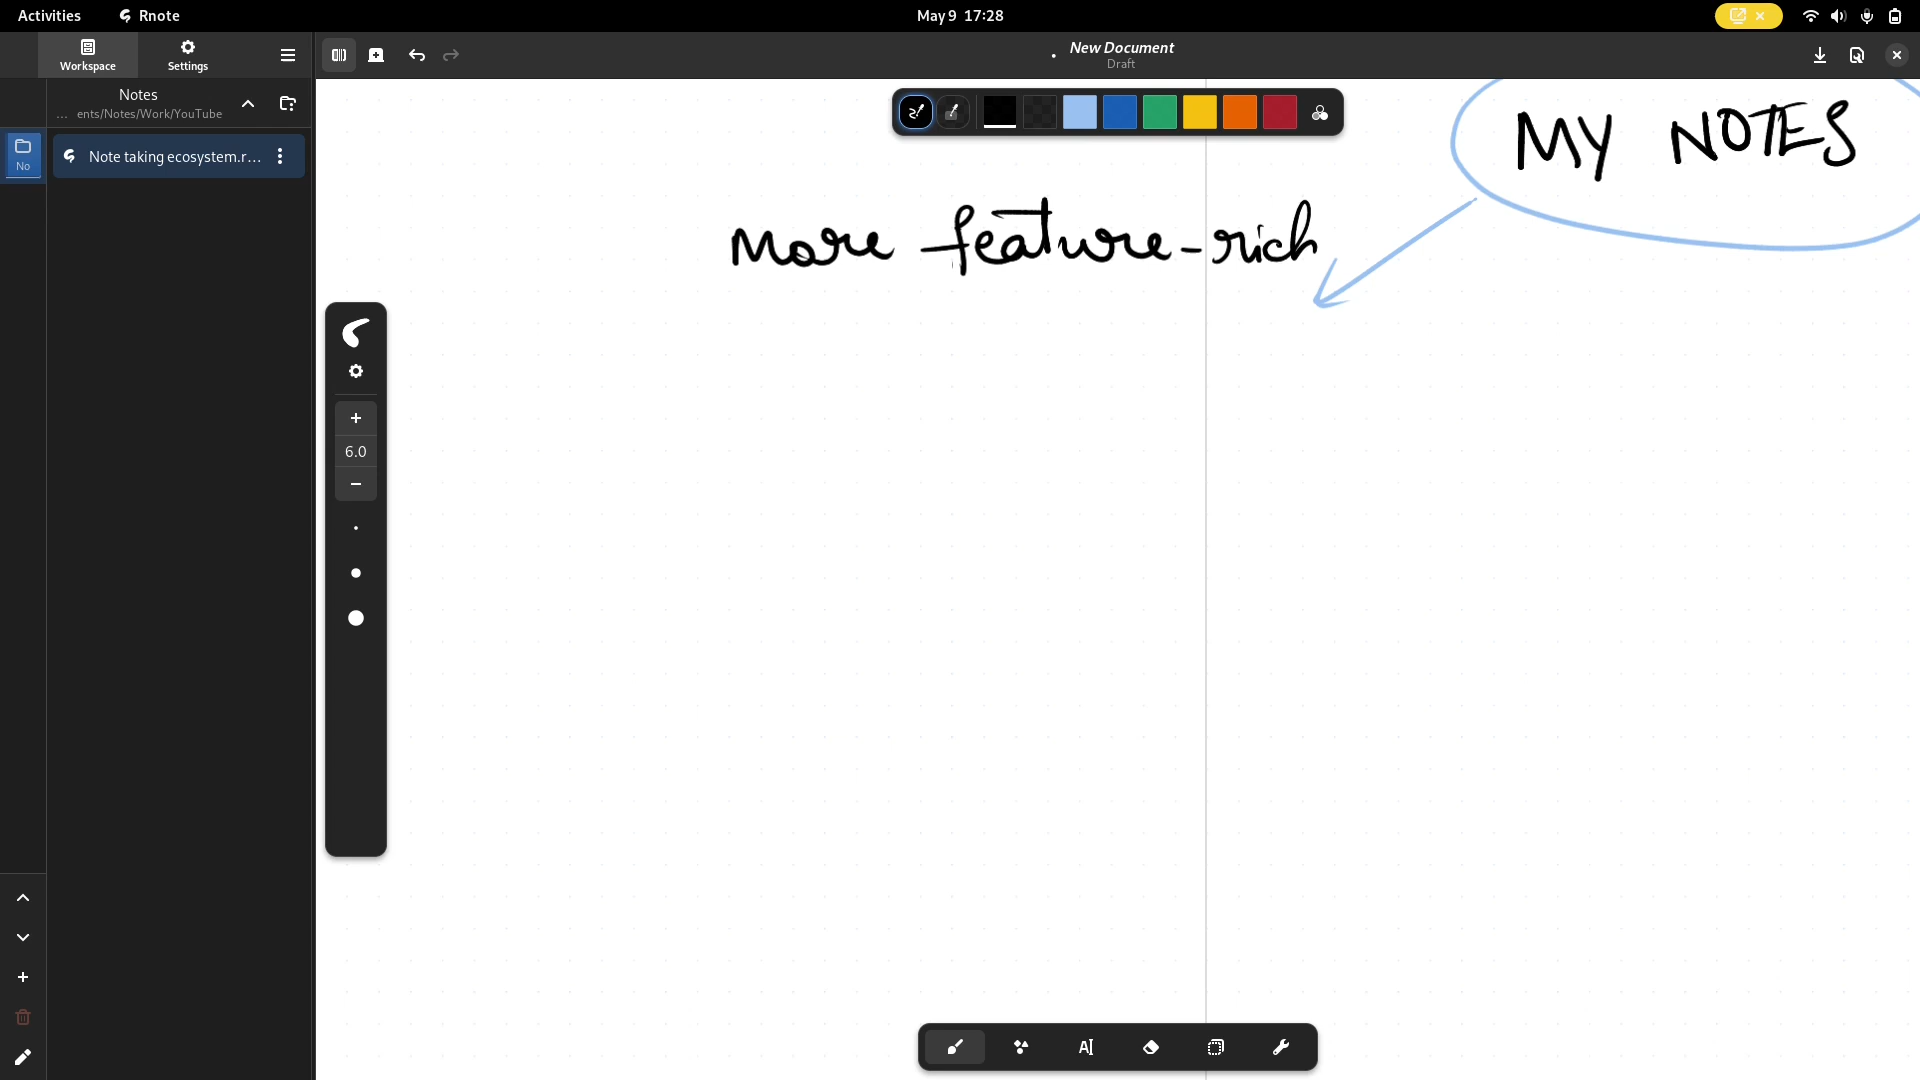 Activities Rnote May 9 17:28
Workspace Settings New Document
Draft
Notes
... ents/Notes/Work/YouTube
No Note taking ecosystem.r...
MY NOTES
more feature-rich
6.0
AI